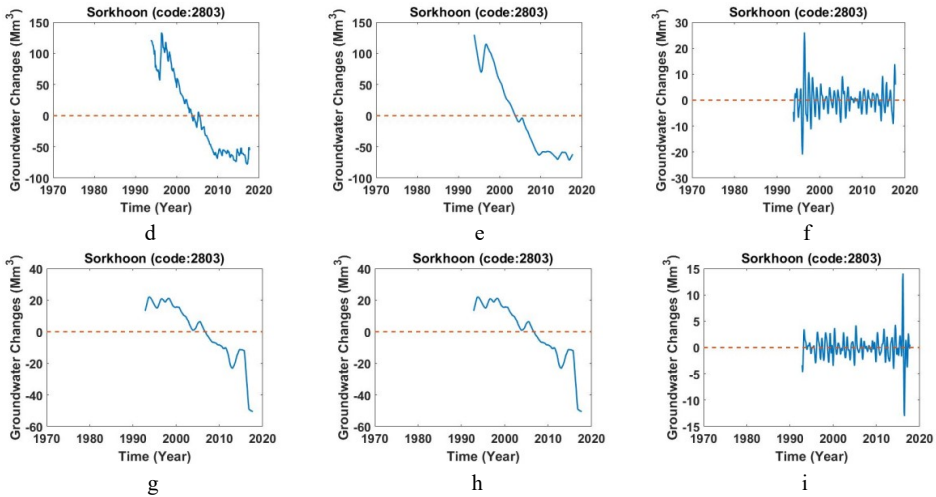 Sorkhoon (code:2803)
Groundwater Changes (Mm³)
150
100
50
0
-50
-100
1970 1980 1990 2000 2010 2020
Time (Year)
d
Sorkhoon (code:2803)
Groundwater Changes (Mm³)
150
100
50
0
-50
-100
1970 1980 1990 2000 2010 2020
Time (Year)
e
Sorkhoon (code:2803)
Groundwater Changes (Mm³)
30
20
10
0
-10
-20
-30
1970 1980 1990 2000 2010 2020
Time (Year)
f
Sorkhoon (code:2803)
Groundwater Changes (Mm³)
40
20
0
-20
-40
-60
1970 1980 1990 2000 2010 2020
Time (Year)
g
Sorkhoon (code:2803)
Groundwater Changes (Mm³)
40
20
0
-20
-40
-60
1970 1980 1990 2000 2010 2020
Time (Year)
h
Sorkhoon (code:2803)
Groundwater Changes (Mm³)
15
10
5
0
-5
-10
-15
1970 1980 1990 2000 2010 2020
Time (Year)
i